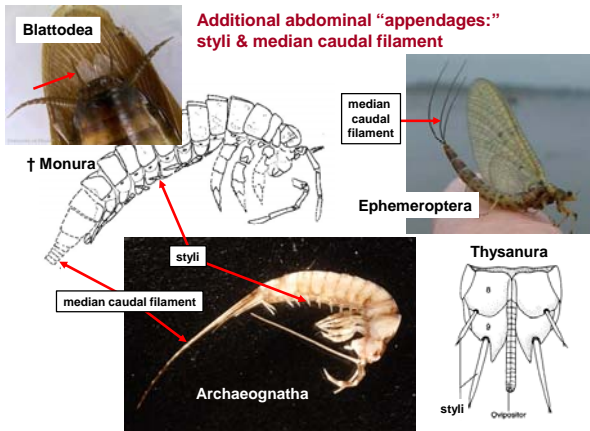 Additional abdominal “appendages:”
styli & median caudal filament
Blattodea
median
caudal
filament
† Monura
Ephemeroptera
styli
median caudal filament
Archaeognatha
Thysanura
8
9
styli
Ovipositor